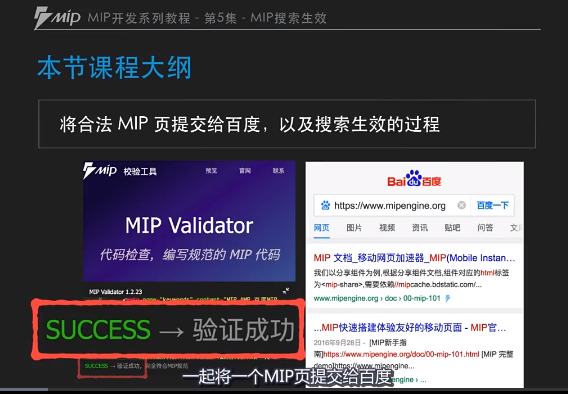 mip MIP开发系列教程 - 第5集 - MIP搜索生效
本节课程大纲
将合法 MIP 页提交给百度，以及搜索生效的过程
mip 校验工具 预览 官网 联系
MIP Validator
代码检查，编写规范的 MIP 代码
MIP Validator 1.2.23
SUCCESS → 验证成功
SUCCESS → 验证成功，完全符合MIP规范
Bai du 百度
https://www.mipengine.org 百度一下
网页 图片 视频 资讯 贴吧 问答 文
MIP 文档_移动网页加速器_MIP(Mobile Instan...
我们以分享组件为例,根据分享组件文档,组件对应的html标签
为<mip-share>,需要依赖//mipcache.bdstatic.com/...
www.mipengine.org › doc › 00-mip-101
...MIP快速搭建体验友好的移动页面 - MIP官...
2016年9月28日 - [MIP新手指
南]https://www.mipengine.org/doc/00-mip-101.html [MIP 完整
一起将一个MIP页提交给百度